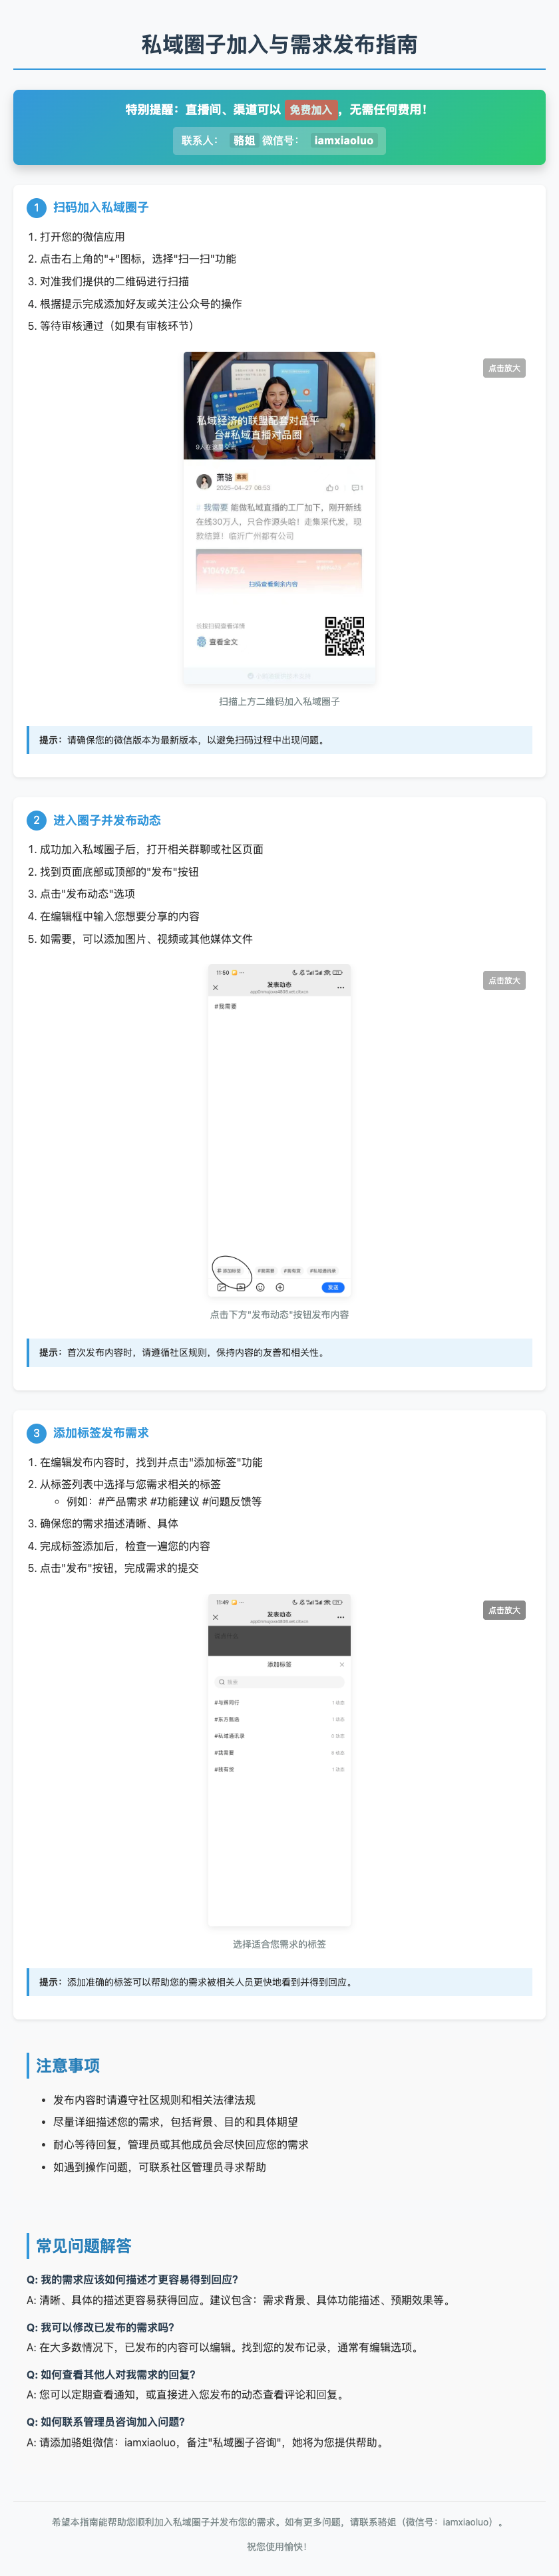 私域圈子加入与需求发布指南
特别提醒：直播间、渠道可以 免费加入，无需任何费用！
联系人： 骆姐 微信号： iamxiaoluo
1 扫码加入私域圈子
1. 打开您的微信应用
2. 点击右上角的"+"图标，选择"扫一扫"功能
3. 对准我们提供的二维码进行扫描
4. 根据提示完成添加好友或关注公众号的操作
5. 等待审核通过（如果有审核环节）
点击放大
私域经济的联盟配套对品平
台#私域直播对品圈
萧骆
2025-04-27 06:53
0
1
# 我需要 能做私域直播的工厂加下，刚开新线
在线30万人，只合作源头哈！走集采代发，现
款结算！临沂广州都有公司
扫码查看剩余内容
长按扫码查看详情
查看全文
扫描上方二维码加入私域圈子
提示：请确保您的微信版本为最新版本，以避免扫码过程中出现问题。
2 进入圈子并发布动态
1. 成功加入私域圈子后，打开相关群聊或社区页面
2. 找到页面底部或顶部的"发布"按钮
3. 点击"发布动态"选项
4. 在编辑框中输入您想要分享的内容
5. 如需要，可以添加图片、视频或其他媒体文件
点击放大
11:50
发表动态
#我需要
# 添加标签
#我需要
#我有货
#私域通讯录
发送
点击下方"发布动态"按钮发布内容
提示：首次发布内容时，请遵循社区规则，保持内容的友善和相关性。
3 添加标签发布需求
1. 在编辑发布内容时，找到并点击"添加标签"功能
2. 从标签列表中选择与您需求相关的标签
例如：#产品需求 #功能建议 #问题反馈等
3. 确保您的需求描述清晰、具体
4. 完成标签添加后，检查一遍您的内容
5. 点击"发布"按钮，完成需求的提交
点击放大
11:49
发表动态
添加标签
搜索
#与辉同行
#东方甄选
#私域通讯录
#我需要
#我有货
选择适合您需求的标签
提示：添加准确的标签可以帮助您的需求被相关人员更快地看到并得到回应。
注意事项
发布内容时请遵守社区规则和相关法律法规
尽量详细描述您的需求，包括背景、目的和具体期望
耐心等待回复，管理员或其他成员会尽快回应您的需求
如遇到操作问题，可联系社区管理员寻求帮助
常见问题解答
Q: 我的需求应该如何描述才更容易得到回应？
A: 清晰、具体的描述更容易获得回应。建议包含：需求背景、具体功能描述、预期效果等。
Q: 我可以修改已发布的需求吗？
A: 在大多数情况下，已发布的内容可以编辑。找到您的发布记录，通常有编辑选项。
Q: 如何查看其他人对我需求的回复？
A: 您可以定期查看通知，或直接进入您发布的动态查看评论和回复。
Q: 如何联系管理员咨询加入问题？
A: 请添加骆姐微信：iamxiaoluo，备注"私域圈子咨询"，她将为您提供帮助。
希望本指南能帮助您顺利加入私域圈子并发布您的需求。如有更多问题，请联系骆姐（微信号：iamxiaoluo）。
祝您使用愉快！